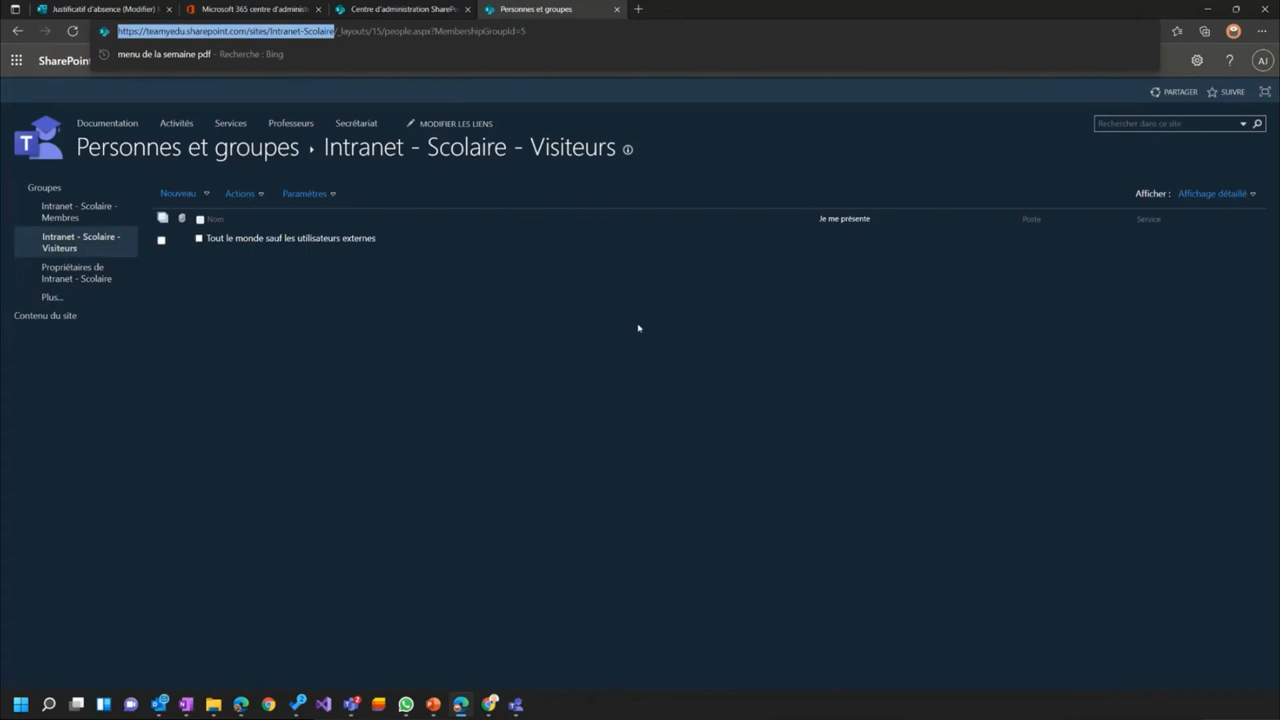 Justificatif d'absence (Modifier)
Microsoft 365 centre d'administ
Centre d'administration SharePo
Personnes et groupes
https://teamyedu.sharepoint.com/sites/Intranet-Scolaire/_layouts/15/people.aspx?MembershipGroupId=5
menu de la semaine pdf - Recherche : Bing
SharePoint
AJ
PARTAGER
SUIVRE
Documentation
Activités
Services
Professeurs
Secrétariat
MODIFIER LES LIENS
Rechercher dans ce site
T
Personnes et groupes › Intranet - Scolaire - Visiteurs
Groupes
Intranet - Scolaire -
Membres
Intranet - Scolaire -
Visiteurs
Propriétaires de
Intranet - Scolaire
Plus...
Contenu du site
Nouveau
Actions
Paramètres
Afficher : Affichage détaillé
Nom
Je me présente
Poste
Service
Tout le monde sauf les utilisateurs externes